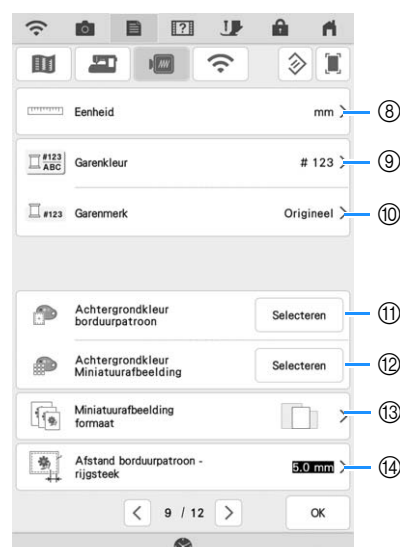 Eenheid mm ⑧
#123 ABC Garenkleur # 123 ⑨
#123 Garenmerk Origineel ⑩
Achtergrondkleur
borduurpatroon Selecteren ⑪
Achtergrondkleur
Miniatuurafbeelding Selecteren ⑫
Miniatuurafbeelding
formaat ⑬
Afstand borduurpatroon -
rijgsteek 5.0 mm ⑭
9 / 12 OK